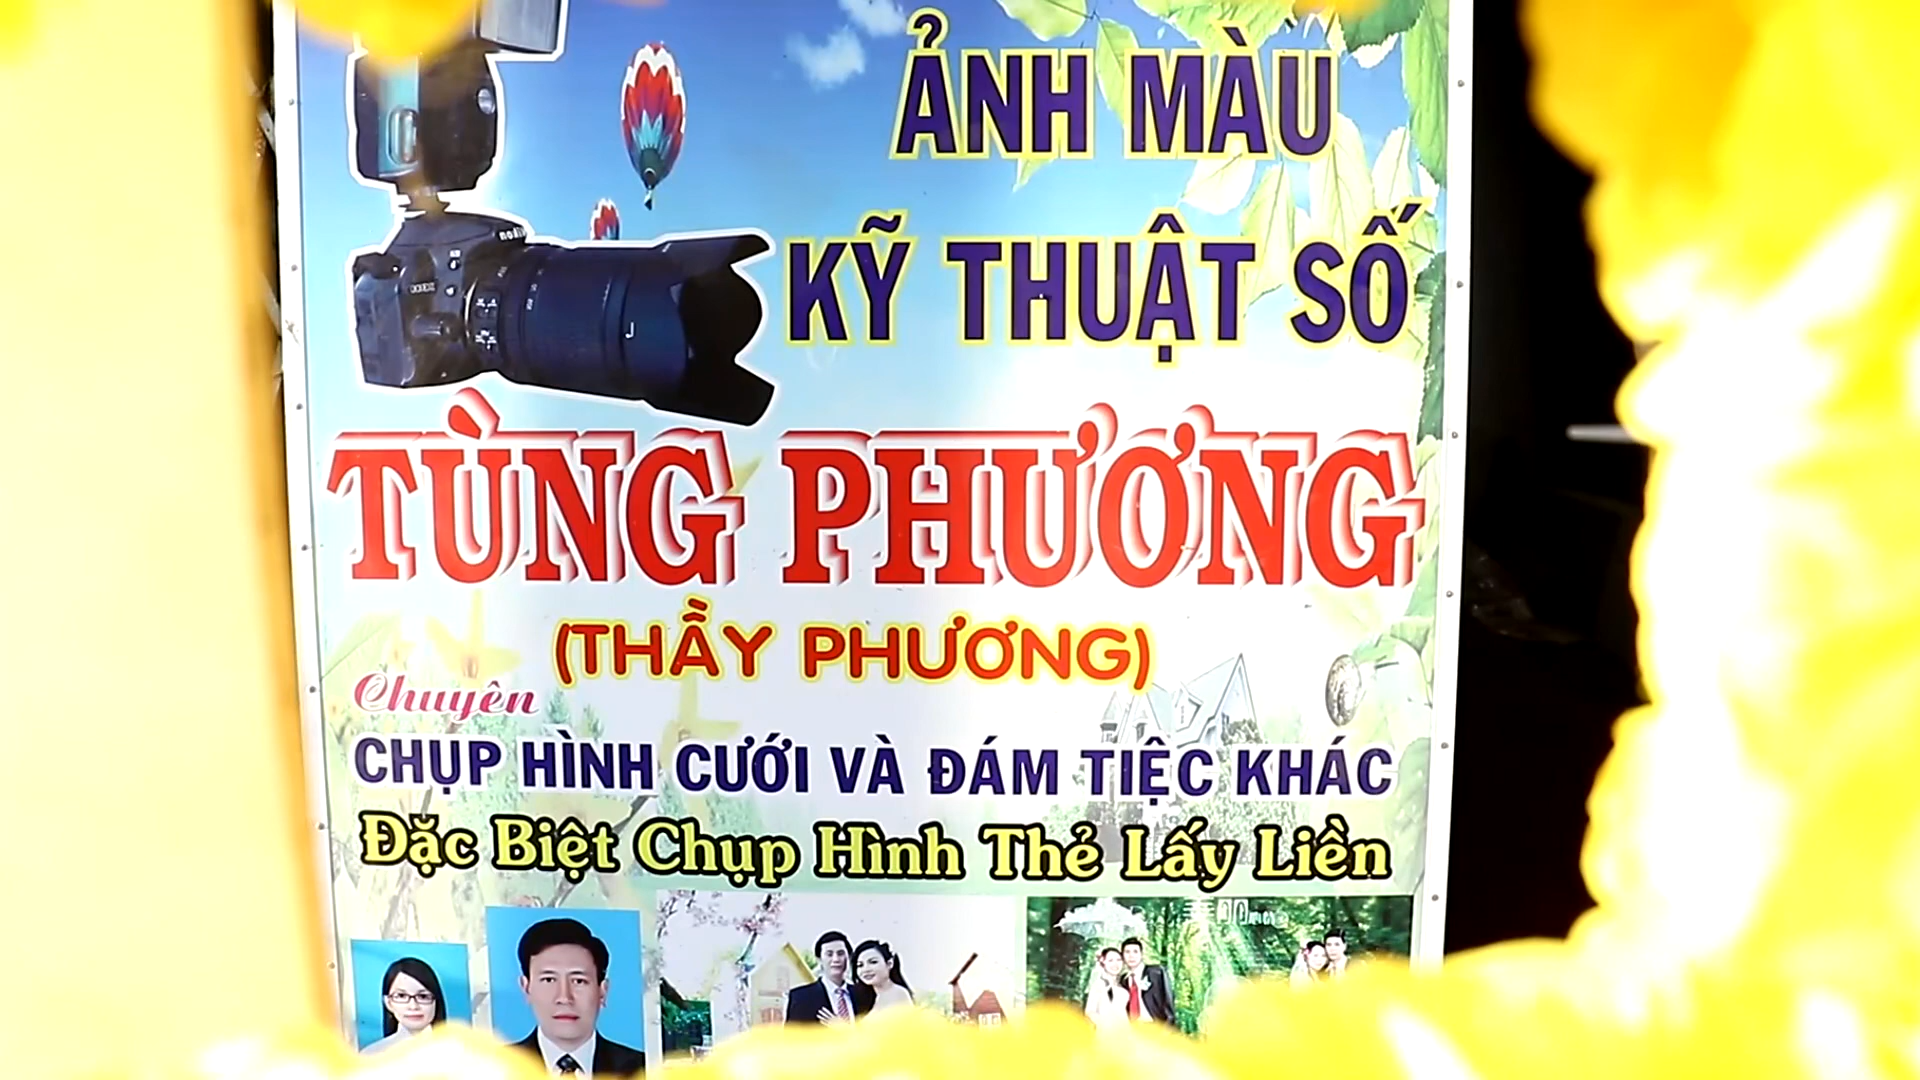 ẢNH MÀU
KỸ THUẬT SỐ
TÙNG PHƯƠNG
(THẦY PHƯƠNG)
Chuyên
CHỤP HÌNH CƯỚI VÀ ĐÁM TIỆC KHÁC
Đặc Biệt Chụp Hình Thẻ Lấy Liền